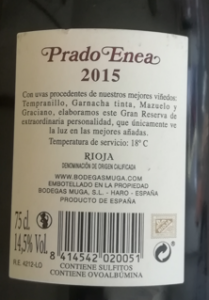 Prado Enea
2015
Con uvas procedentes de nuestros mejores viñedos:
Tempranillo, Garnacha tinta, Mazuelo y
Graciano, elaboramos este Gran Reserva de
extraordinaria personalidad, que únicamente ve
la luz en las mejores añadas.
Temperatura de servicio: 18º C
RIOJA
DENOMINACIÓN DE ORIGEN CALIFICADA
WWW.BODEGASMUGA.COM
EMBOTELLADO EN LA PROPIEDAD
BODEGAS MUGA, S.L. - HARO - ESPAÑA
PRODUCTO DE ESPAÑA
75 cl.
14,5% Vol.
R.E. 4212-LO
8 414542 020051
CONTIENE SULFITOS
CONTIENE OVOALBÚMINA